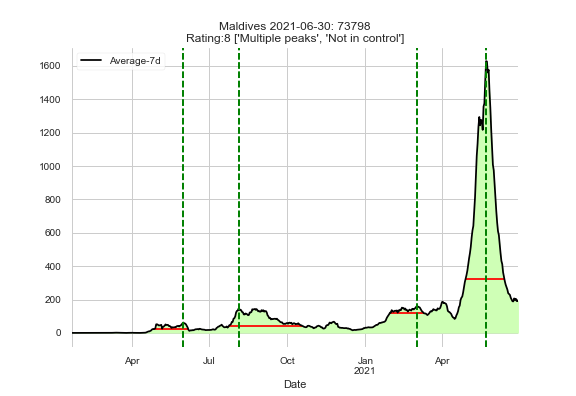 Maldives 2021-06-30: 73798
Rating:8 ['Multiple peaks', 'Not in control']
Average-7d
1600
1400
1200
1000
800
600
400
200
0
Apr
Jul
Oct
Jan
2021
Apr
Date